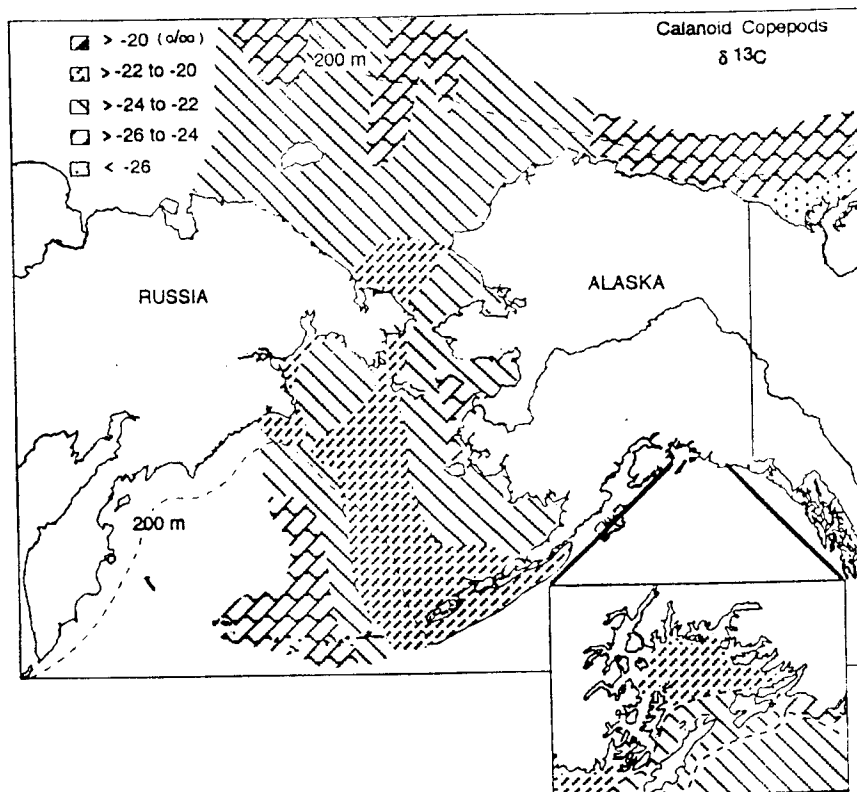 > -20 (o/oo)
> -22 to -20
> -24 to -22
> -26 to -24
< -26
200 m
Calanoid Copepods
δ 13C
RUSSIA
ALASKA
200 m